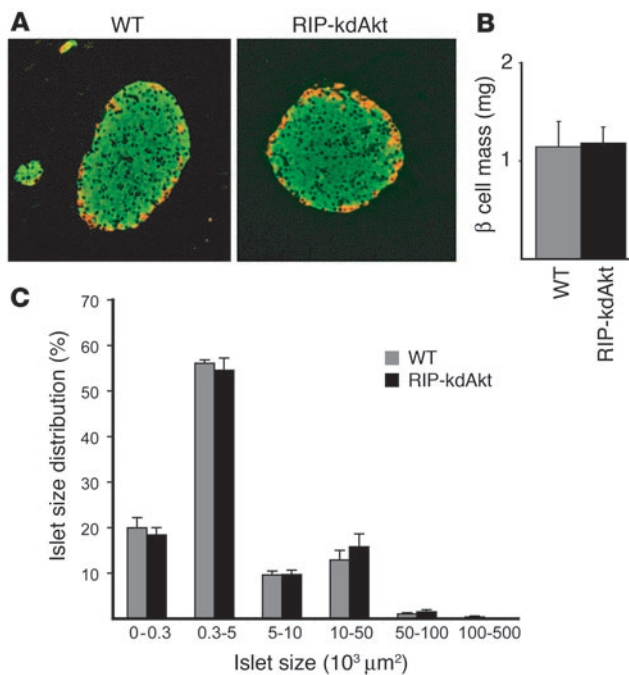 A
WT
RIP-kdAkt
B
β cell mass (mg)
2
1
WT
RIP-kdAkt
C
Islet size distribution (%)
70
60
50
40
30
20
10
WT
RIP-kdAkt
0-0.3 0.3-5 5-10 10-50 50-100 100-500
Islet size (10³ μm²)